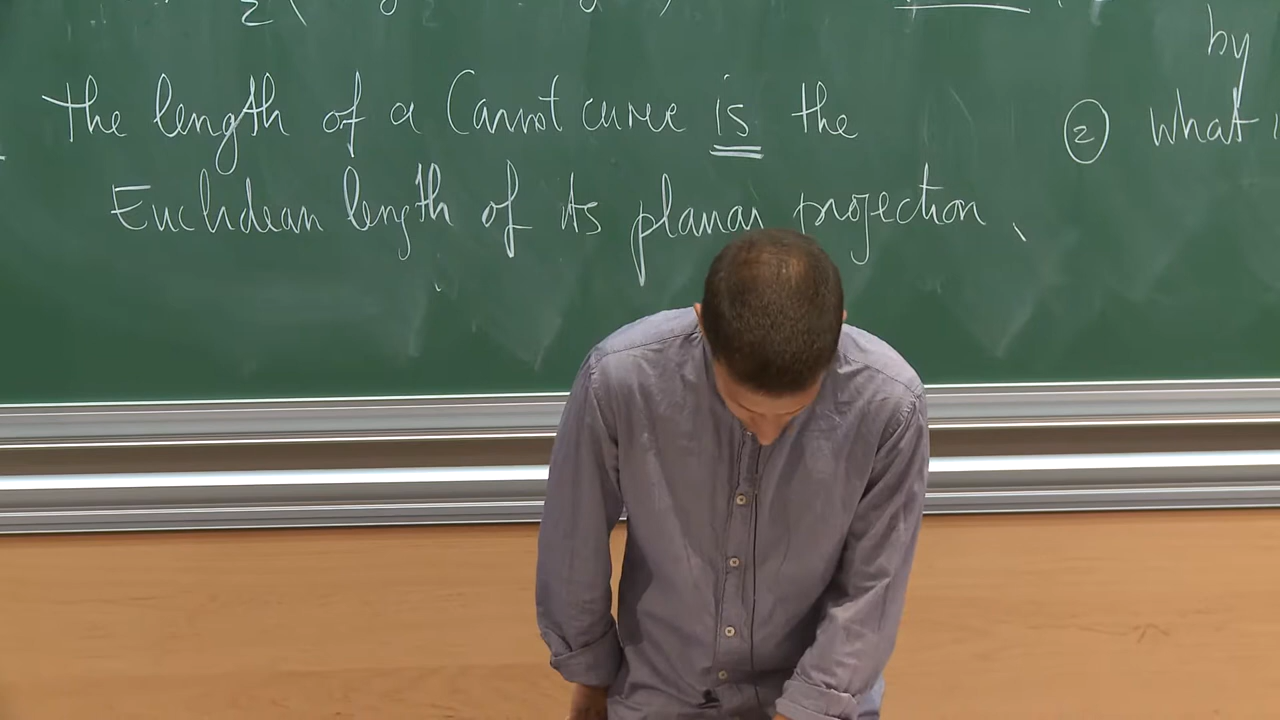 The length of a Carnot curve is the
Euclidean length of its planar projection.
by
② what